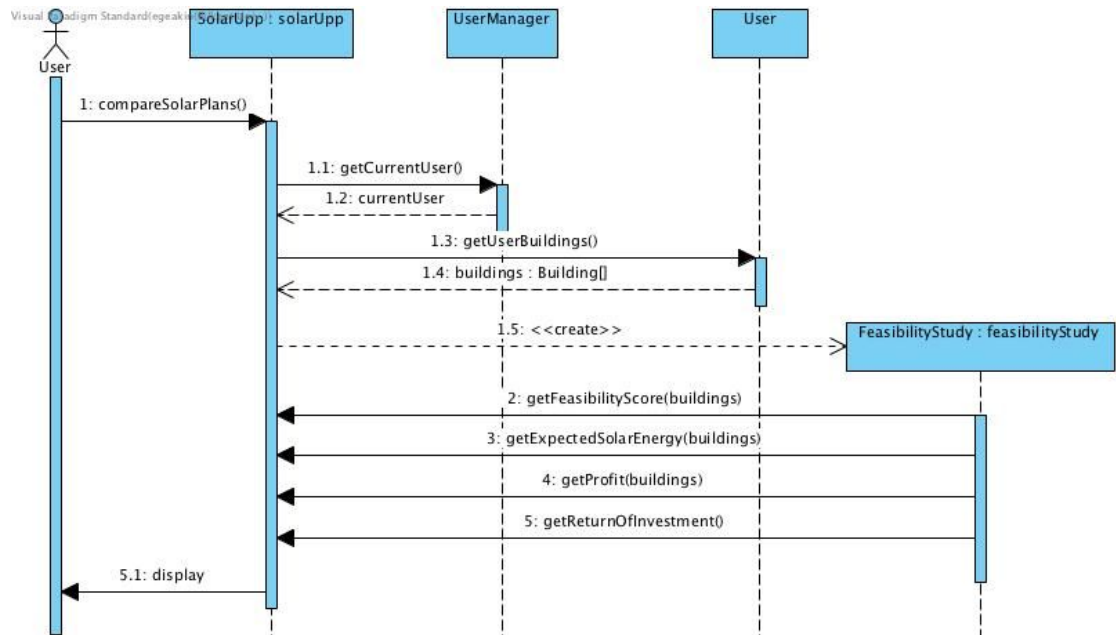 Visual Paradigm Standard(egeaki
SolarUpp : solarUpp
UserManager
User
User
1: compareSolarPlans()
1.1: getCurrentUser()
1.2: currentUser
1.3: getUserBuildings()
1.4: buildings : Building[]
1.5: <<create>>
FeasibilityStudy : feasibilityStudy
2: getFeasibilityScore(buildings)
3: getExpectedSolarEnergy(buildings)
4: getProfit(buildings)
5: getReturnOfInvestment()
5.1: display